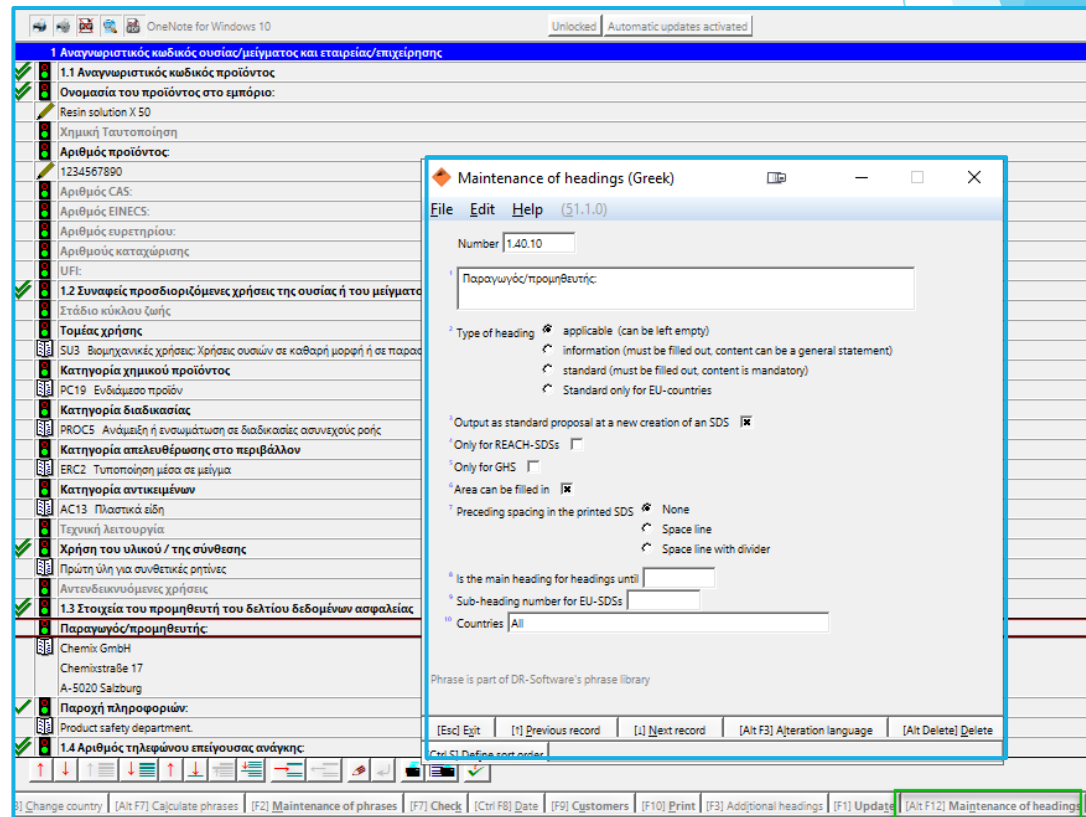 OneNote for Windows 10
Unlocked Automatic updates activated
1 Αναγνωριστικός κωδικός ουσίας/μείγματος και εταιρείας/επιχείρησης
1.1 Αναγνωριστικός κωδικός προϊόντος
Ονομασία του προϊόντος στο εμπόριο:
Resin solution X 50
Χημική Ταυτοποίηση
Αριθμός προϊόντος:
1234567890
Αριθμός CAS:
Αριθμός EINECS:
Αριθμός ευρετηρίου:
Αριθμούς καταχώρισης
UFI:
1.2 Συναφείς προσδιοριζόμενες χρήσεις της ουσίας ή του μείγματο
Στάδιο κύκλου ζωής
Τομέας χρήσης
SU3 Βιομηχανικές χρήσεις: Χρήσεις ουσιών σε καθαρή μορφή ή σε παρασ
Κατηγορία χημικού προϊόντος
PC19 Ενδιάμεσο προϊόν
Κατηγορία διαδικασίας
PROC5 Ανάμειξη ή ενσωμάτωση σε διαδικασίες ασυνεχούς ροής
Κατηγορία απελευθέρωσης στο περιβάλλον
ERC2 Τυποποίηση μέσα σε μείγμα
Κατηγορία αντικειμένων
AC13 Πλαστικά είδη
Τεχνική λειτουργία
Χρήση του υλικού / της σύνθεσης
Πρώτη ύλη για συνθετικές ρητίνες
Αντενδεικνυόμενες χρήσεις
1.3 Στοιχεία του προμηθευτή του δελτίου δεδομένων ασφαλείας
Παραγωγός/προμηθευτής:
Chemix GmbH
Chemixstraße 17
A-5020 Salzburg
Παροχή πληροφοριών:
Product safety department.
1.4 Αριθμός τηλεφώνου επείγουσας ανάγκης:
Maintenance of headings (Greek)
File Edit Help (51.1.0)
Number 1.40.10
1 Παραγωγός/προμηθευτής:
2 Type of heading applicable (can be left empty)
information (must be filled out, content can be a general statement)
standard (must be filled out, content is mandatory)
Standard only for EU-countries
3 Output as standard proposal at a new creation of an SDS
4 Only for REACH-SDSs
5 Only for GHS
6 Area can be filled in
7 Preceding spacing in the printed SDS None
Space line
Space line with divider
8 Is the main heading for headings until
9 Sub-heading number for EU-SDSs
10 Countries All
Phrase is part of DR-Software's phrase library
[Esc] Exit [↑] Previous record [↓] Next record [Alt F3] Alteration language [Alt Delete] Delete
Ctrl S] Define sort order
] Change country [Alt F7] Calculate phrases [F2] Maintenance of phrases [F7] Check [Ctrl F8] Date [F9] Customers [F10] Print [F3] Additional headings [F1] Update [Alt F12] Maintenance of headings